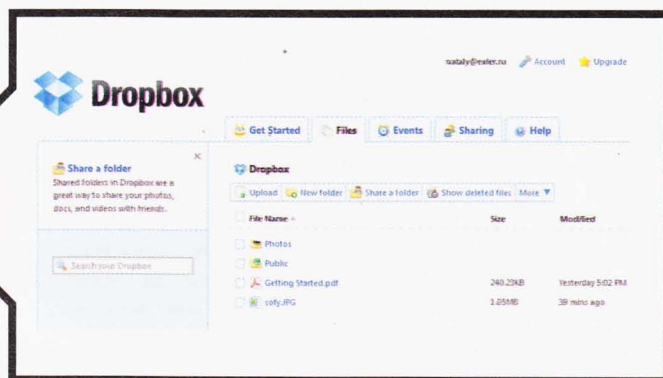 Account Upgrade
Dropbox
Get Started Files Events Sharing Help
Share a folder
Shared folders in Dropbox are a
great way to share your photos,
docs, and videos with friends.
Search your Dropbox
Dropbox
Upload New folder Share a folder Show deleted files More
File Name Size Modified
Photos
Public
Getting Started.pdf 240.23KB Yesterday 5:02 PM
sofy.JPG 1.05MB 39 mins ago